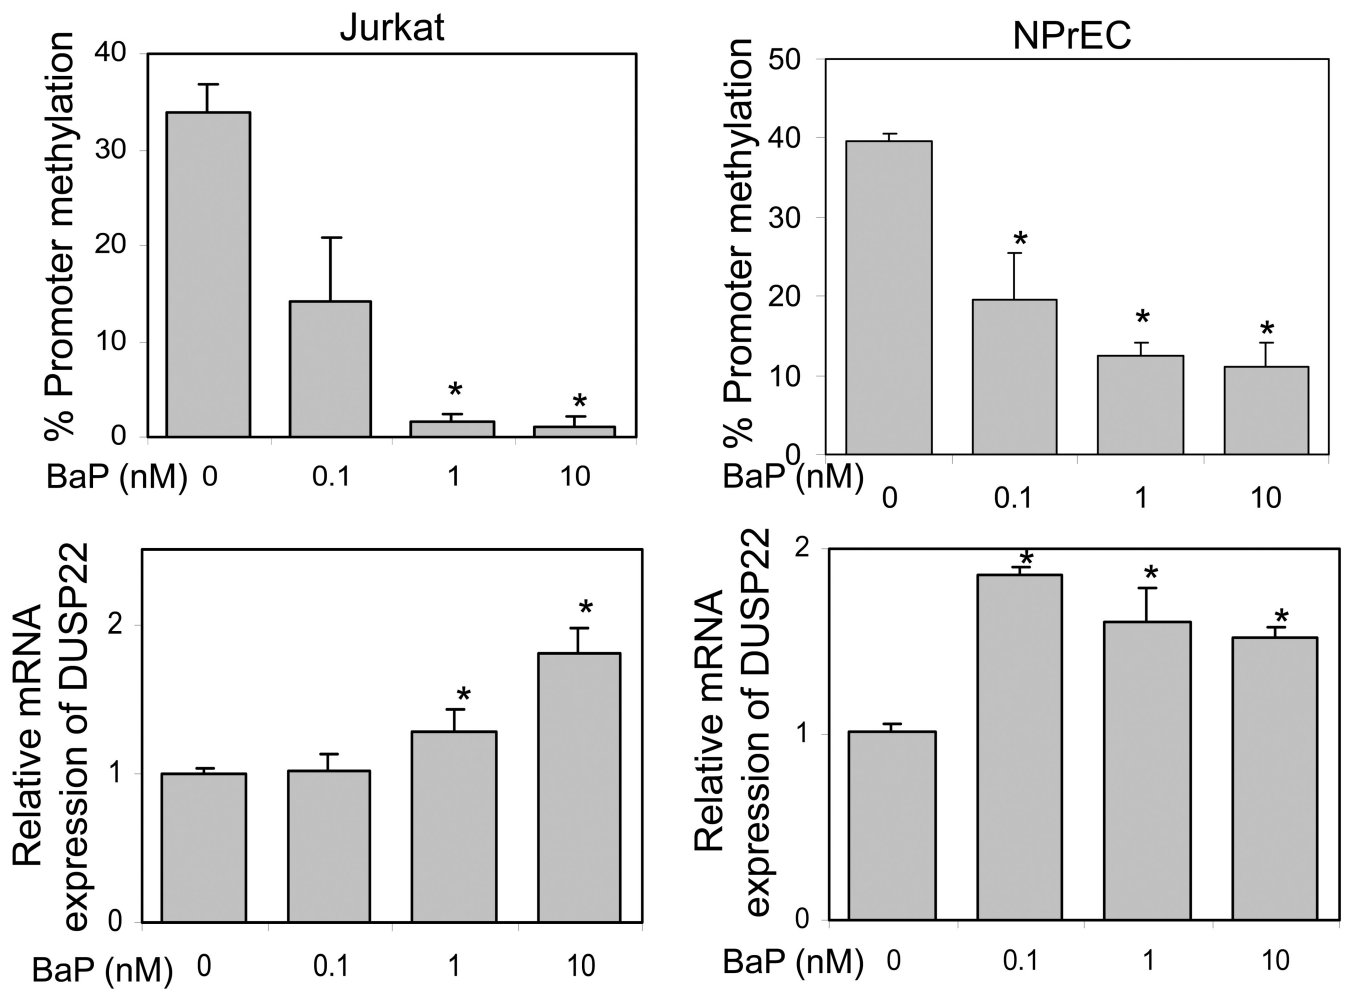 Jurkat
% Promoter methylation
40
30
20
10
0
*
*
BaP (nM) 0 0.1 1 10
NPrEC
% Promoter methylation
50
40
30
20
10
0
*
*
*
BaP (nM) 0 0.1 1 10
Relative mRNA
expression of DUSP22
2
1
0
*
*
BaP (nM) 0 0.1 1 10
Relative mRNA
expression of DUSP22
2
1
0
*
*
*
BaP (nM) 0 0.1 1 10